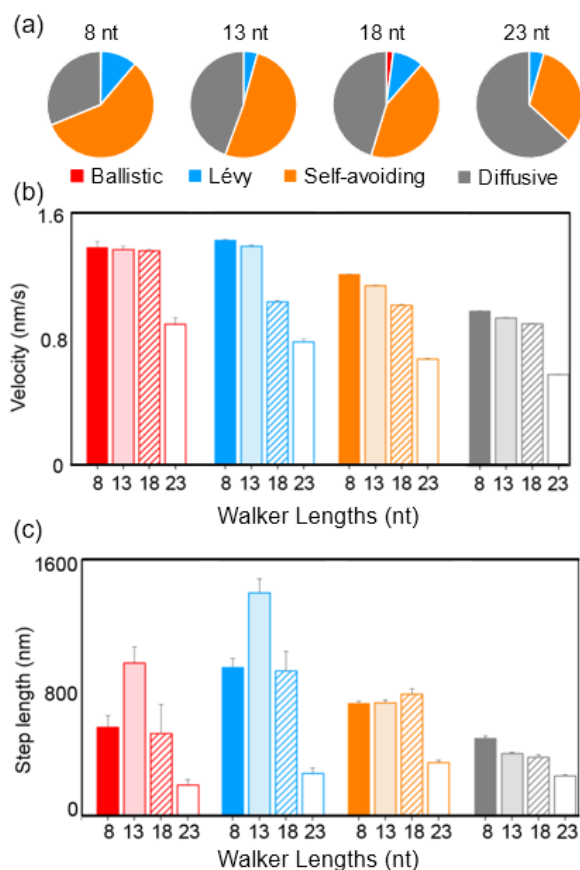 (a)
8 nt 13 nt 18 nt 23 nt
Ballistic Lévy Self-avoiding Diffusive
(b)
Velocity (nm/s)
1.6
0.8
0
8 13 18 23 8 13 18 23 8 13 18 23 8 13 18 23
Walker Lengths (nt)
(c)
Step length (nm)
1600
800
0
8 13 18 23 8 13 18 23 8 13 18 23 8 13 18 23
Walker Lengths (nt)